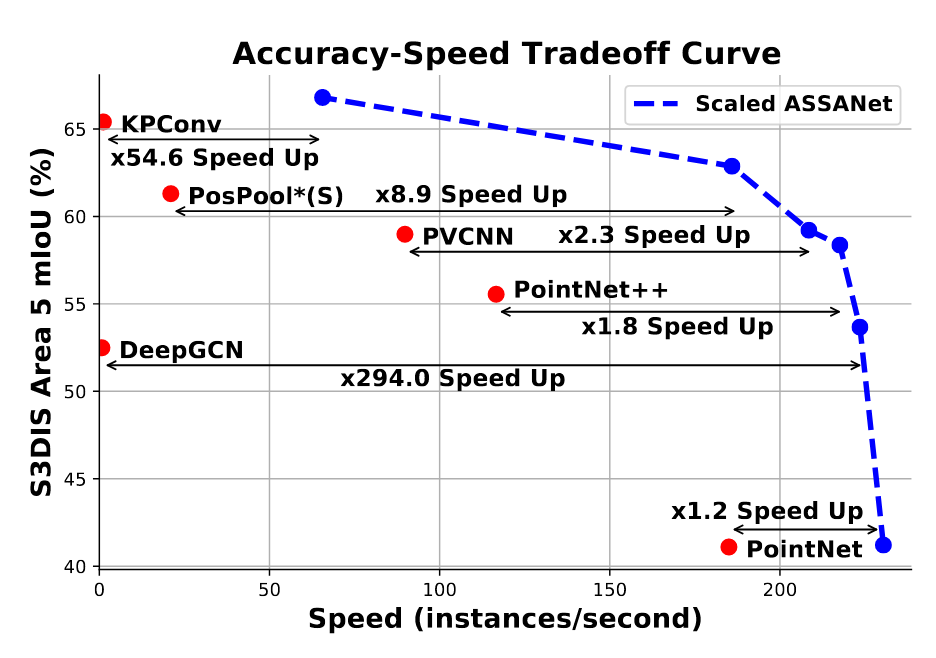 Accuracy-Speed Tradeoff Curve
Scaled ASSANet
KPConv
x54.6 Speed Up
PosPool*(S)
x8.9 Speed Up
PVCNN
x2.3 Speed Up
PointNet++
x1.8 Speed Up
DeepGCN
x294.0 Speed Up
x1.2 Speed Up
PointNet
S3DIS Area 5 mIoU (%)
65
60
55
50
45
40
0
50
100
150
200
Speed (instances/second)